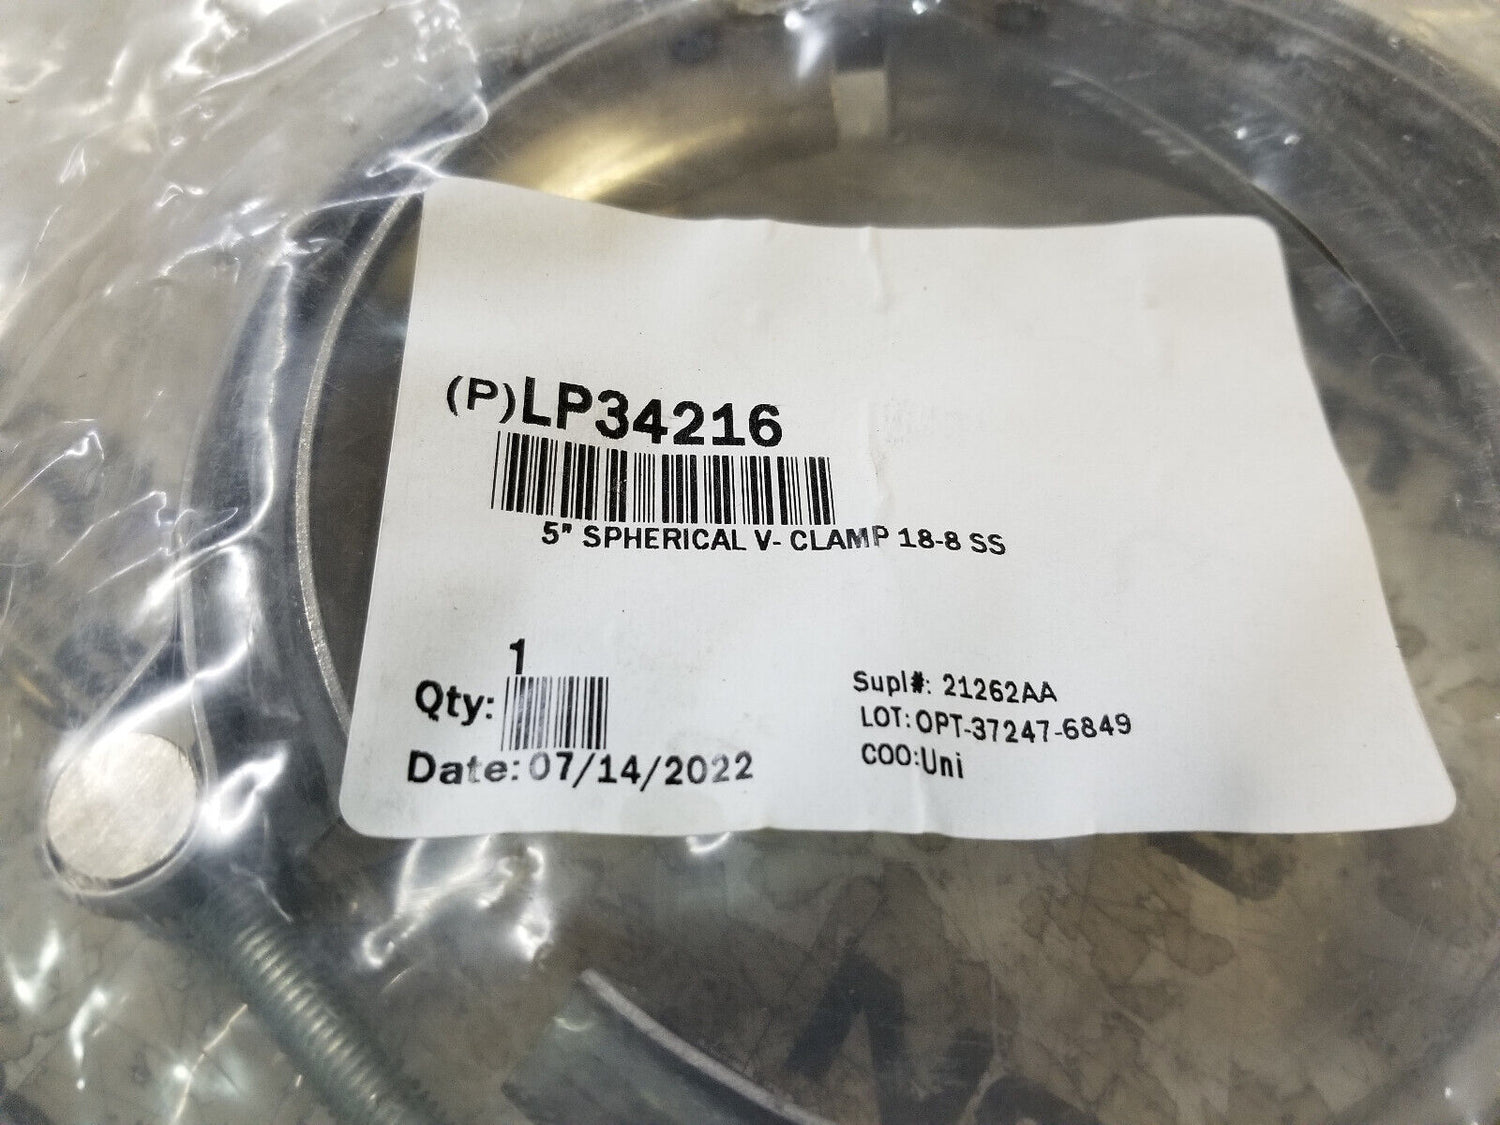 (P)LP34216
5" SPHERICAL V- CLAMP 18-8 SS
1
Qty:
Date: 07/14/2022
Supl#: 21262AA
LOT: OPT-37247-6849
COO: Uni